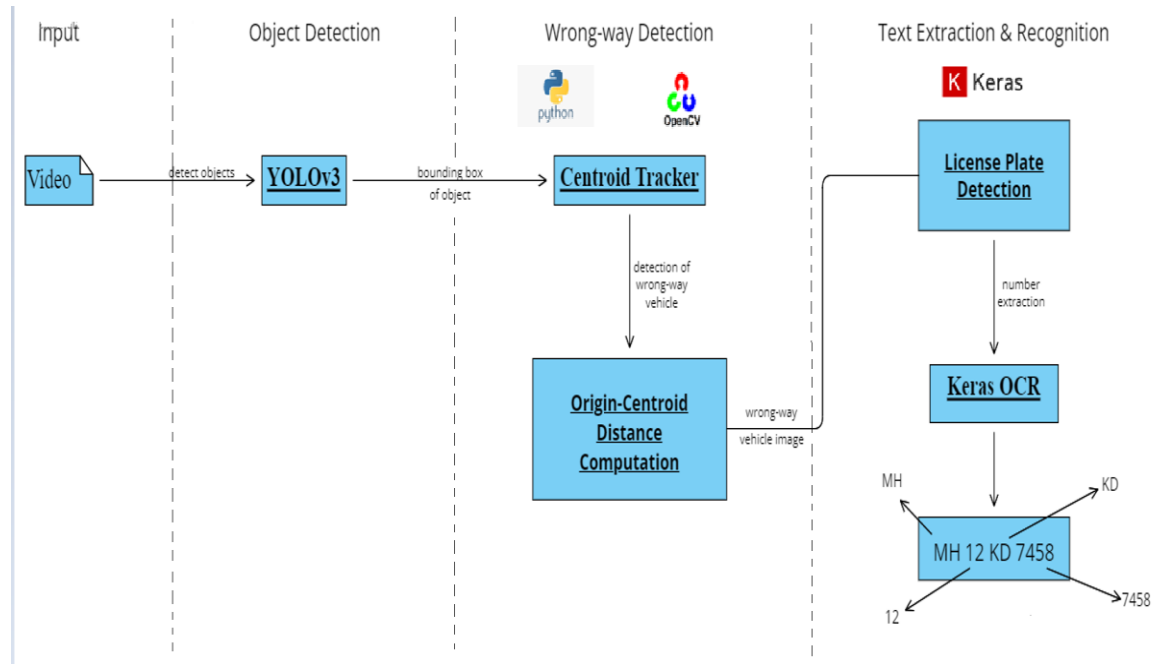 Input
Object Detection
Wrong-way Detection
Text Extraction & Recognition
python
OpenCV
K Keras
Video
detect objects
YOLOv3
bounding box
of object
Centroid Tracker
License Plate
Detection
detection of
wrong-way
vehicle
number
extraction
Origin-Centroid
Distance
Computation
wrong-way
vehicle image
Keras OCR
MH
KD
MH 12 KD 7458
12
7458